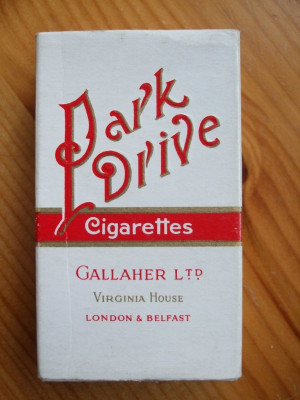 Park
Drive
Cigarettes
GALLAHER LTD
VIRGINIA HOUSE
LONDON & BELFAST